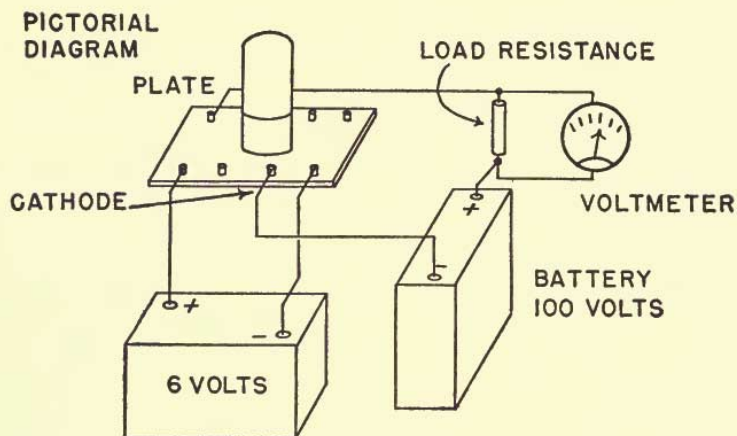 PICTORIAL
DIAGRAM
PLATE
LOAD RESISTANCE
CATHODE
VOLTMETER
+
-
BATTERY
100 VOLTS
+
-
6 VOLTS